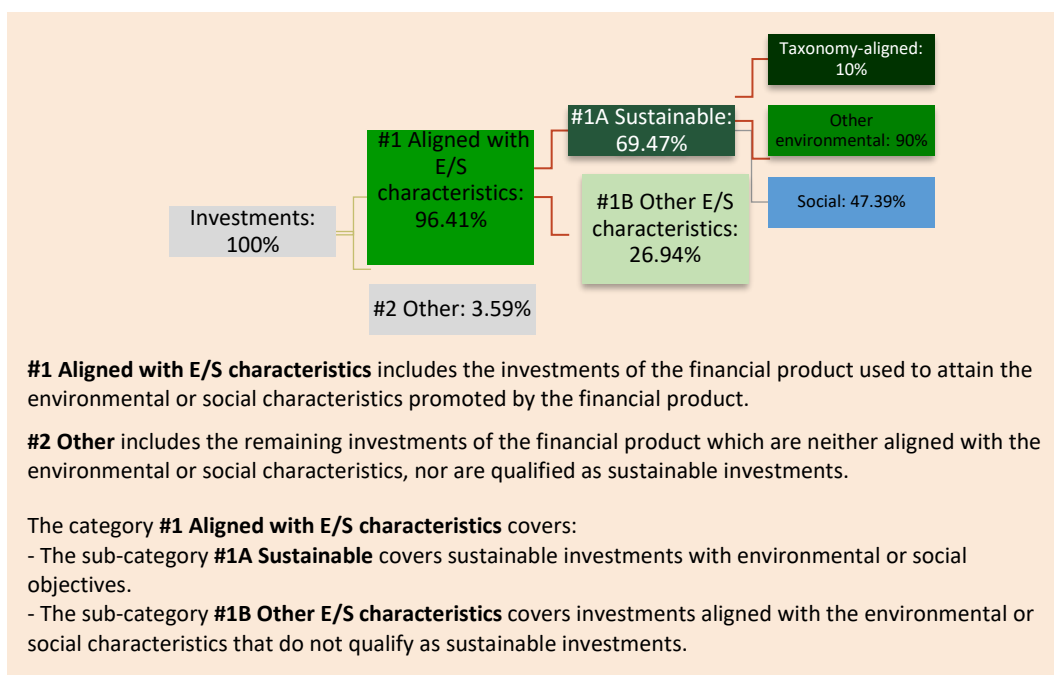 Taxonomy-aligned:
10%
#1A Sustainable:
69.47%
Other
environmental: 90%
#1 Aligned with
E/S
characteristics:
96.41%
#1B Other E/S
characteristics:
26.94%
Social: 47.39%
Investments:
100%
#2 Other: 3.59%
#1 Aligned with E/S characteristics includes the investments of the financial product used to attain the
environmental or social characteristics promoted by the financial product.
#2 Other includes the remaining investments of the financial product which are neither aligned with the
environmental or social characteristics, nor are qualified as sustainable investments.
The category #1 Aligned with E/S characteristics covers:
- The sub-category #1A Sustainable covers sustainable investments with environmental or social
objectives.
- The sub-category #1B Other E/S characteristics covers investments aligned with the environmental or
social characteristics that do not qualify as sustainable investments.